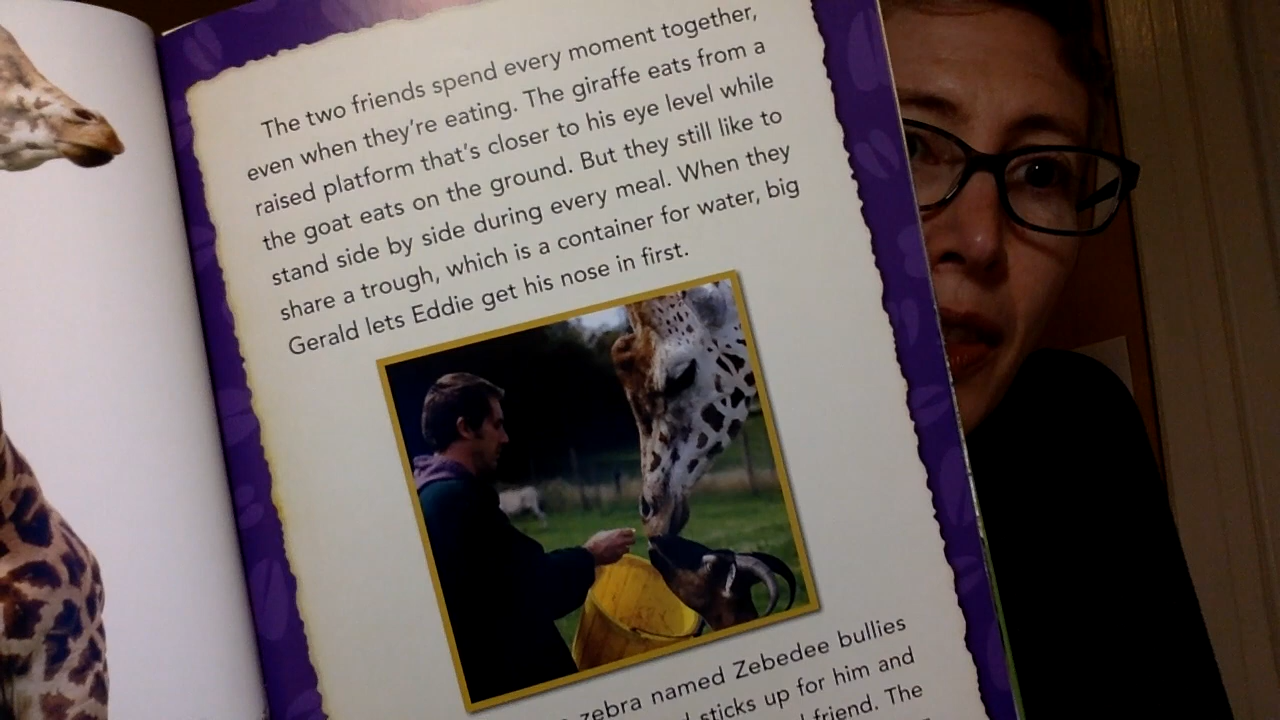 The two friends spend every moment together,
even when they're eating. The giraffe eats from a
raised platform that's closer to his eye level while
the goat eats on the ground. But they still like to
stand side by side during every meal. When they
share a trough, which is a container for water, big
Gerald lets Eddie get his nose in first.
zebra named Zebedee bullies
sticks up for him and
friend. The